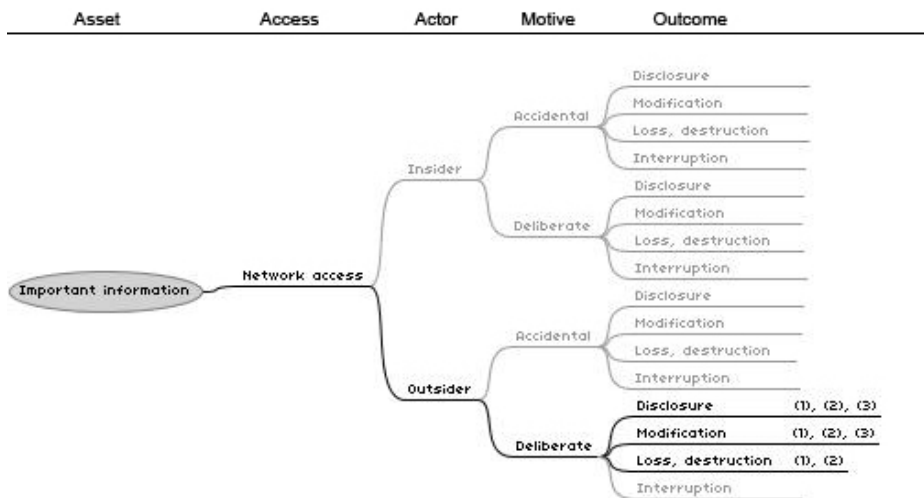 Asset Access Actor Motive Outcome
Disclosure
Modification
Accidental
Loss, destruction
Interruption
Insider
Disclosure
Modification
Deliberate
Loss, destruction
Interruption
Network access
Important information
Disclosure
Modification
Accidental
Loss, destruction
Interruption
Outsider
Disclosure (1), (2), (3)
Modification (1), (2), (3)
Deliberate
Loss, destruction (1), (2)
Interruption